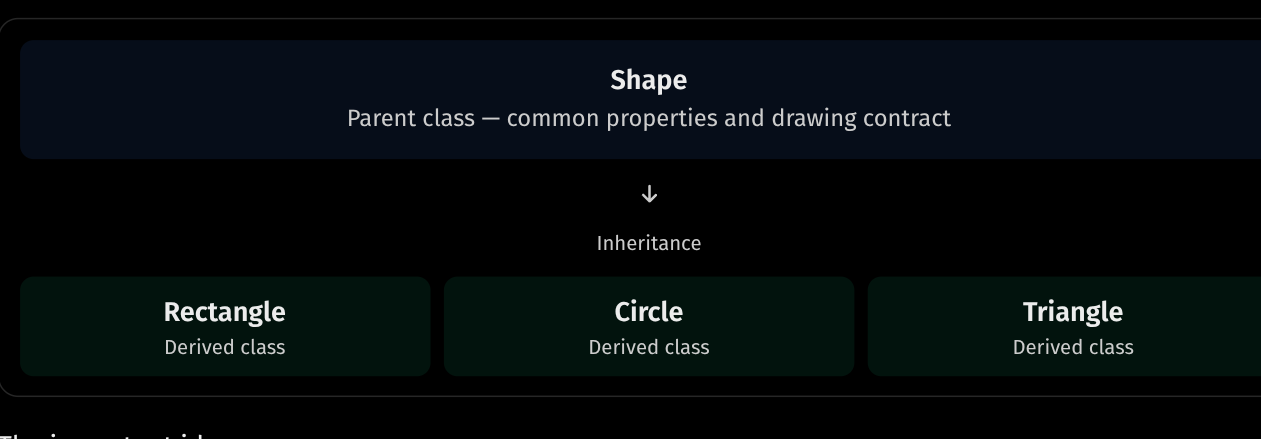 Shape
Parent class — common properties and drawing contract
↓
Inheritance
Rectangle
Derived class
Circle
Derived class
Triangle
Derived class